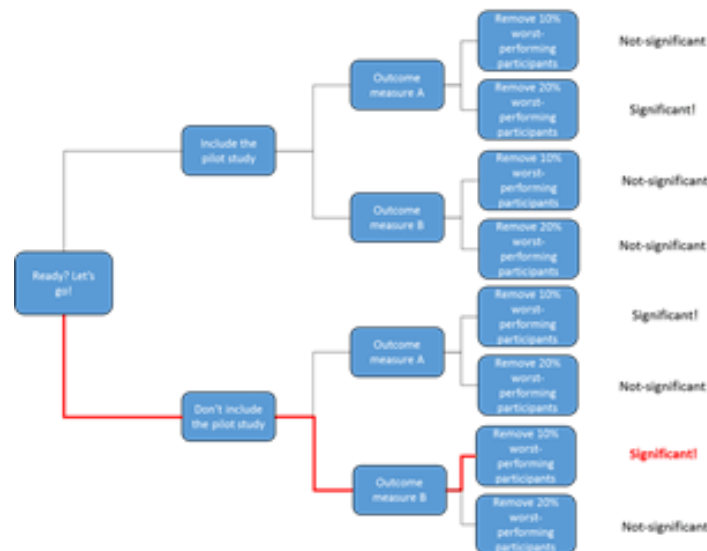 Remove 10%
worst-
performing
participants
Not-significant
Outcome
measure A
Remove 20%
worst-
performing
participants
Significant!
Include the
pilot study
Remove 10%
worst-
performing
participants
Not-significant
Outcome
measure B
Remove 20%
worst-
performing
participants
Not-significant
Ready? Let's
go!
Remove 10%
worst-
performing
participants
Significant!
Outcome
measure A
Remove 20%
worst-
performing
participants
Not-significant
Don't include
the pilot study
Remove 10%
worst-
performing
participants
Significant!
Outcome
measure B
Remove 20%
worst-
performing
participants
Not-significant